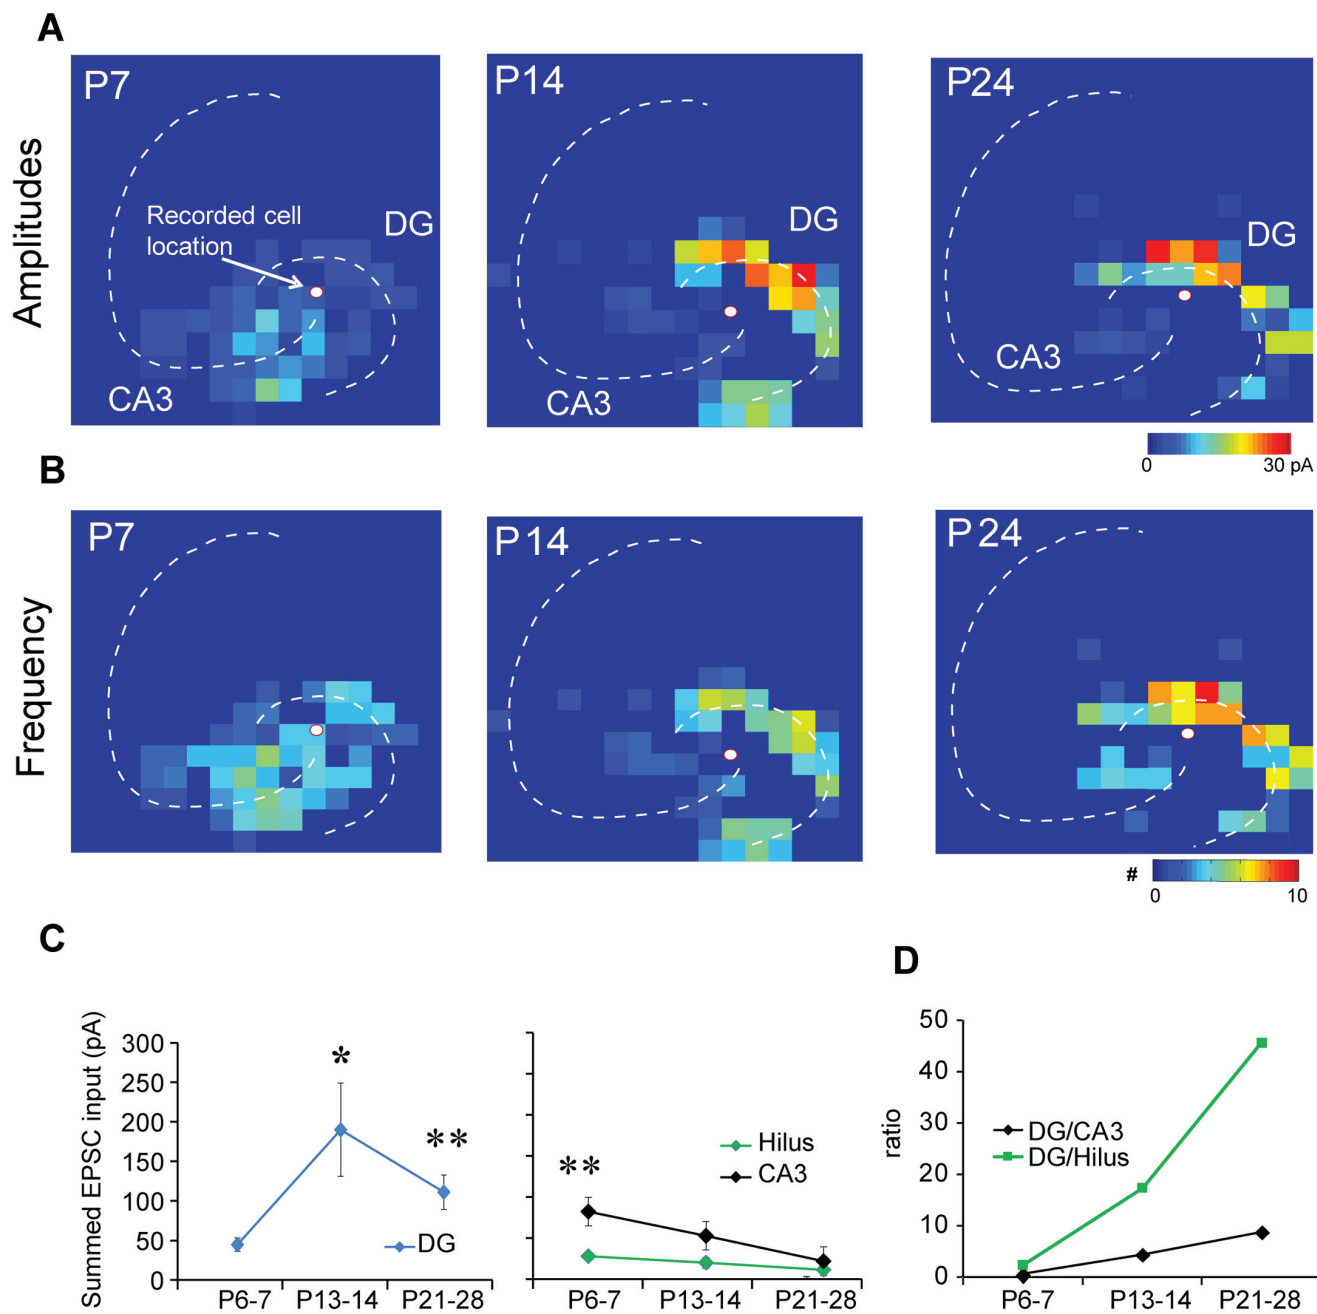 A
Amplitudes
P7
Recorded cell
location
DG
CA3
P14
DG
CA3
P24
DG
CA3
0 30 pA
B
Frequency
P7
P14
P24
# 0 10
C
Summed EPSC input (pA)
300
250
200
150
100
50
0
*
**
DG
P6-7 P13-14 P21-28
**
Hilus
CA3
P6-7 P13-14 P21-28
D
ratio
50
40
30
20
10
0
DG/CA3
DG/Hilus
P6-7 P13-14 P21-28